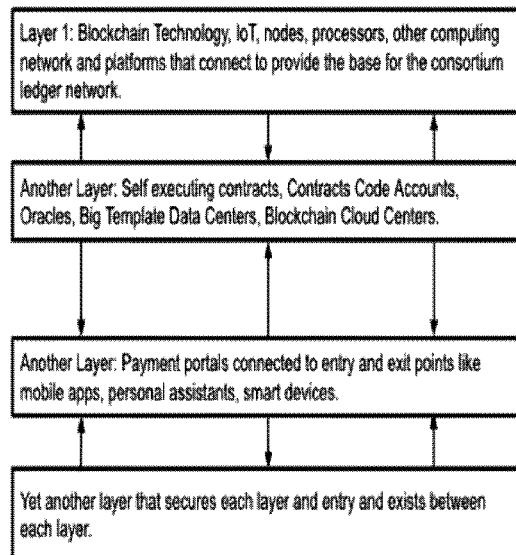 Layer 1: Blockchain Technology, IoT, nodes, processors, other computing
network and platforms that connect to provide the base for the consortium
ledger network.
Another Layer: Self executing contracts, Contracts Code Accounts,
Oracles, Big Template Data Centers, Blockchain Cloud Centers.
Another Layer: Payment portals connected to entry and exit points like
mobile apps, personal assistants, smart devices.
Yet another layer that secures each layer and entry and exists between
each layer.